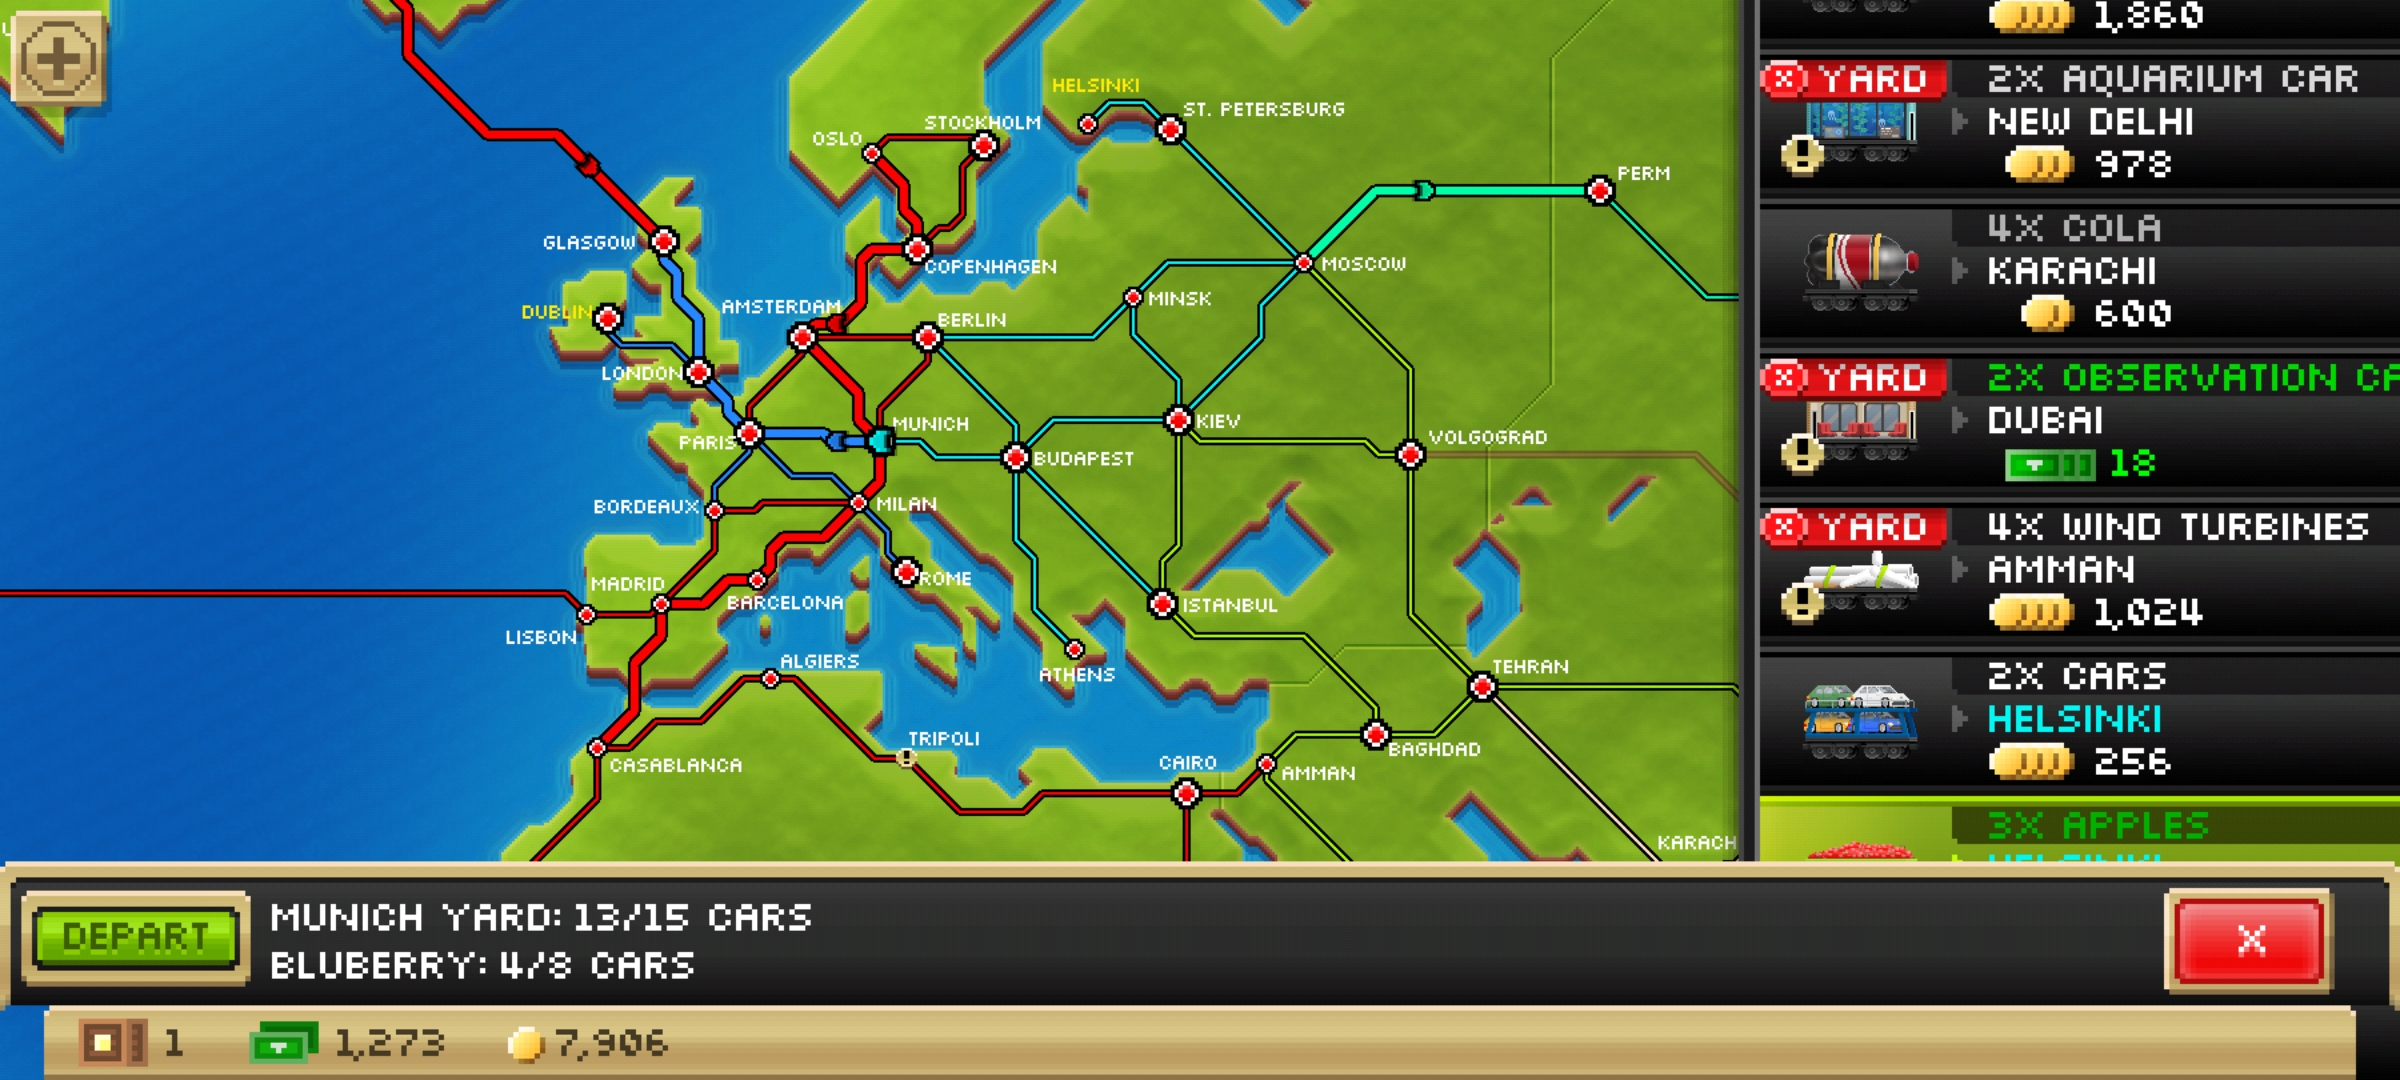 HELSINKI
ST. PETERSBURG
STOCKHOLM
OSLO
PERM
GLASGOW
COPENHAGEN
MOSCOW
MINSK
DUBLIN
AMSTERDAM
BERLIN
LONDON
MUNICH
KIEV
PARIS
BUDAPEST
VOLGOGRAD
BORDEAUX
MILAN
MADRID
ROME
BARCELONA
ISTANBUL
LISBON
ALGIERS
ATHENS
TEHRAN
TRIPOLI
BAGHDAD
CASABLANCA
CAIRO
AMMAN
KARACH
1,860
YARD
2X AQUARIUM CAR
NEW DELHI
978
4X COLA
KARACHI
600
YARD
2X OBSERVATION CA
DUBAI
18
YARD
4X WIND TURBINES
AMMAN
1,024
2X CARS
HELSINKI
256
3X APPLES
HELSINKI
DEPART
MUNICH YARD: 13/15 CARS
BLUBERRY: 4/8 CARS
X
1
1,273
7,906